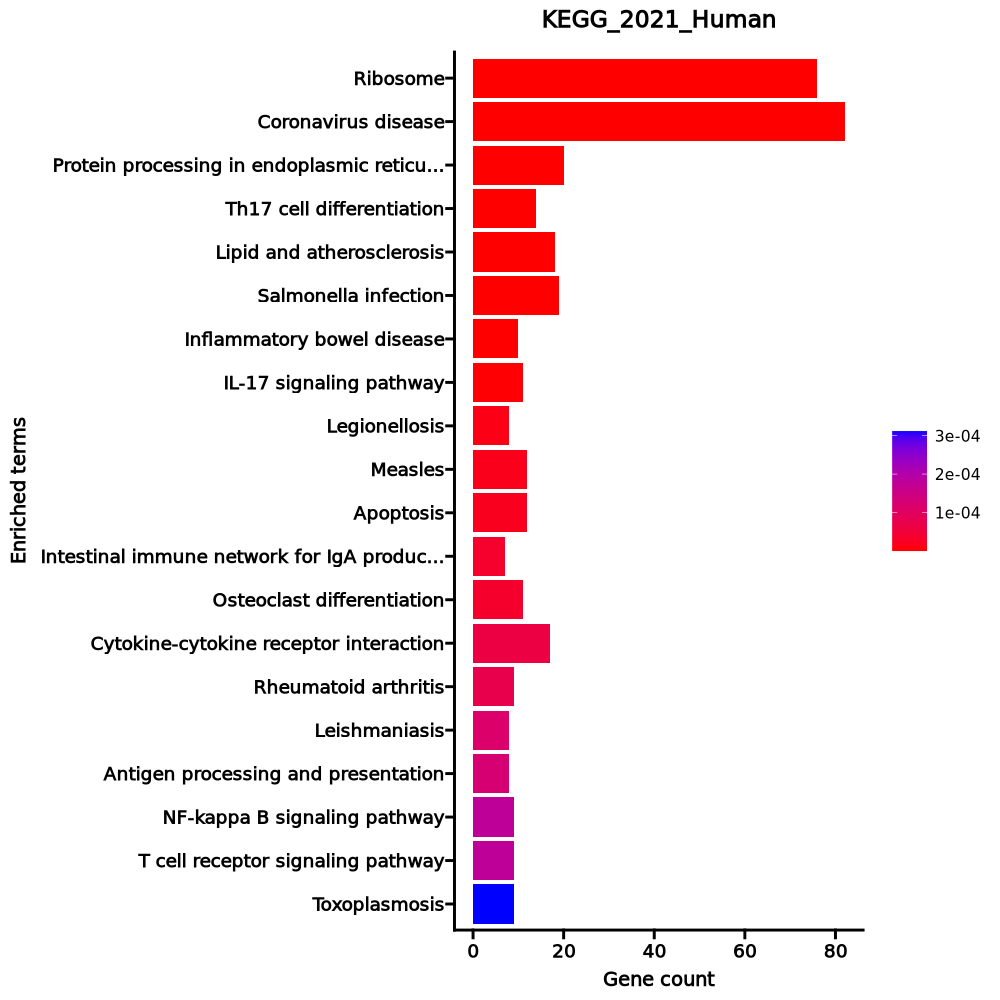 KEGG_2021_Human
Ribosome
Coronavirus disease
Protein processing in endoplasmic reticu...
Th17 cell differentiation
Lipid and atherosclerosis
Salmonella infection
Inflammatory bowel disease
IL-17 signaling pathway
Legionellosis
Measles
Apoptosis
Intestinal immune network for IgA produc...
Osteoclast differentiation
Cytokine-cytokine receptor interaction
Rheumatoid arthritis
Leishmaniasis
Antigen processing and presentation
NF-kappa B signaling pathway
T cell receptor signaling pathway
Toxoplasmosis
Enriched terms
0 20 40 60 80
Gene count
3e-04
2e-04
1e-04